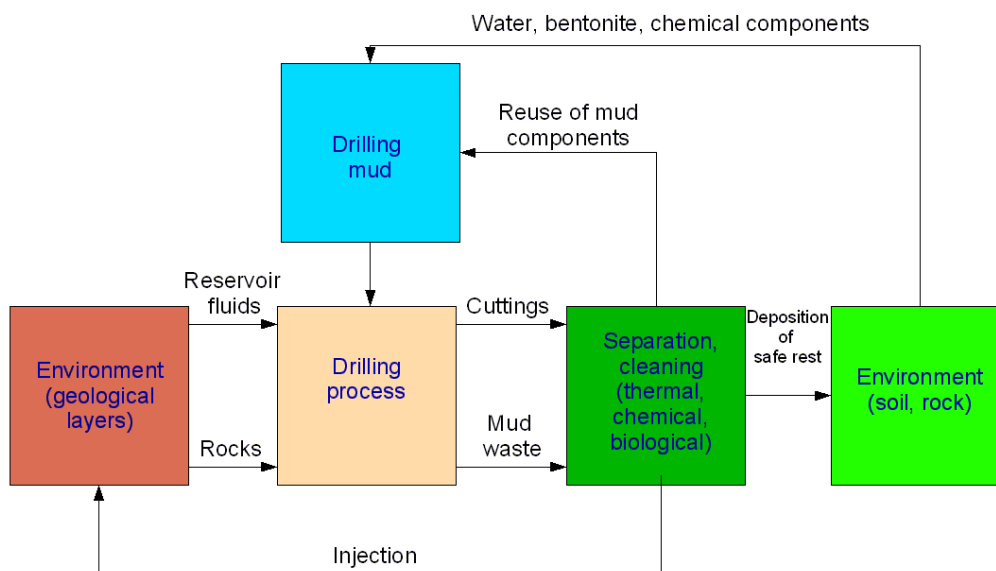 Water, bentonite, chemical components
Drilling
mud
Reuse of mud
components
Reservoir
fluids
Cuttings
Deposition
of
safe rest
Environment
(geological
layers)
Drilling
process
Separation,
cleaning
(thermal,
chemical,
biological)
Environment
(soil, rock)
Rocks
Mud
waste
Injection